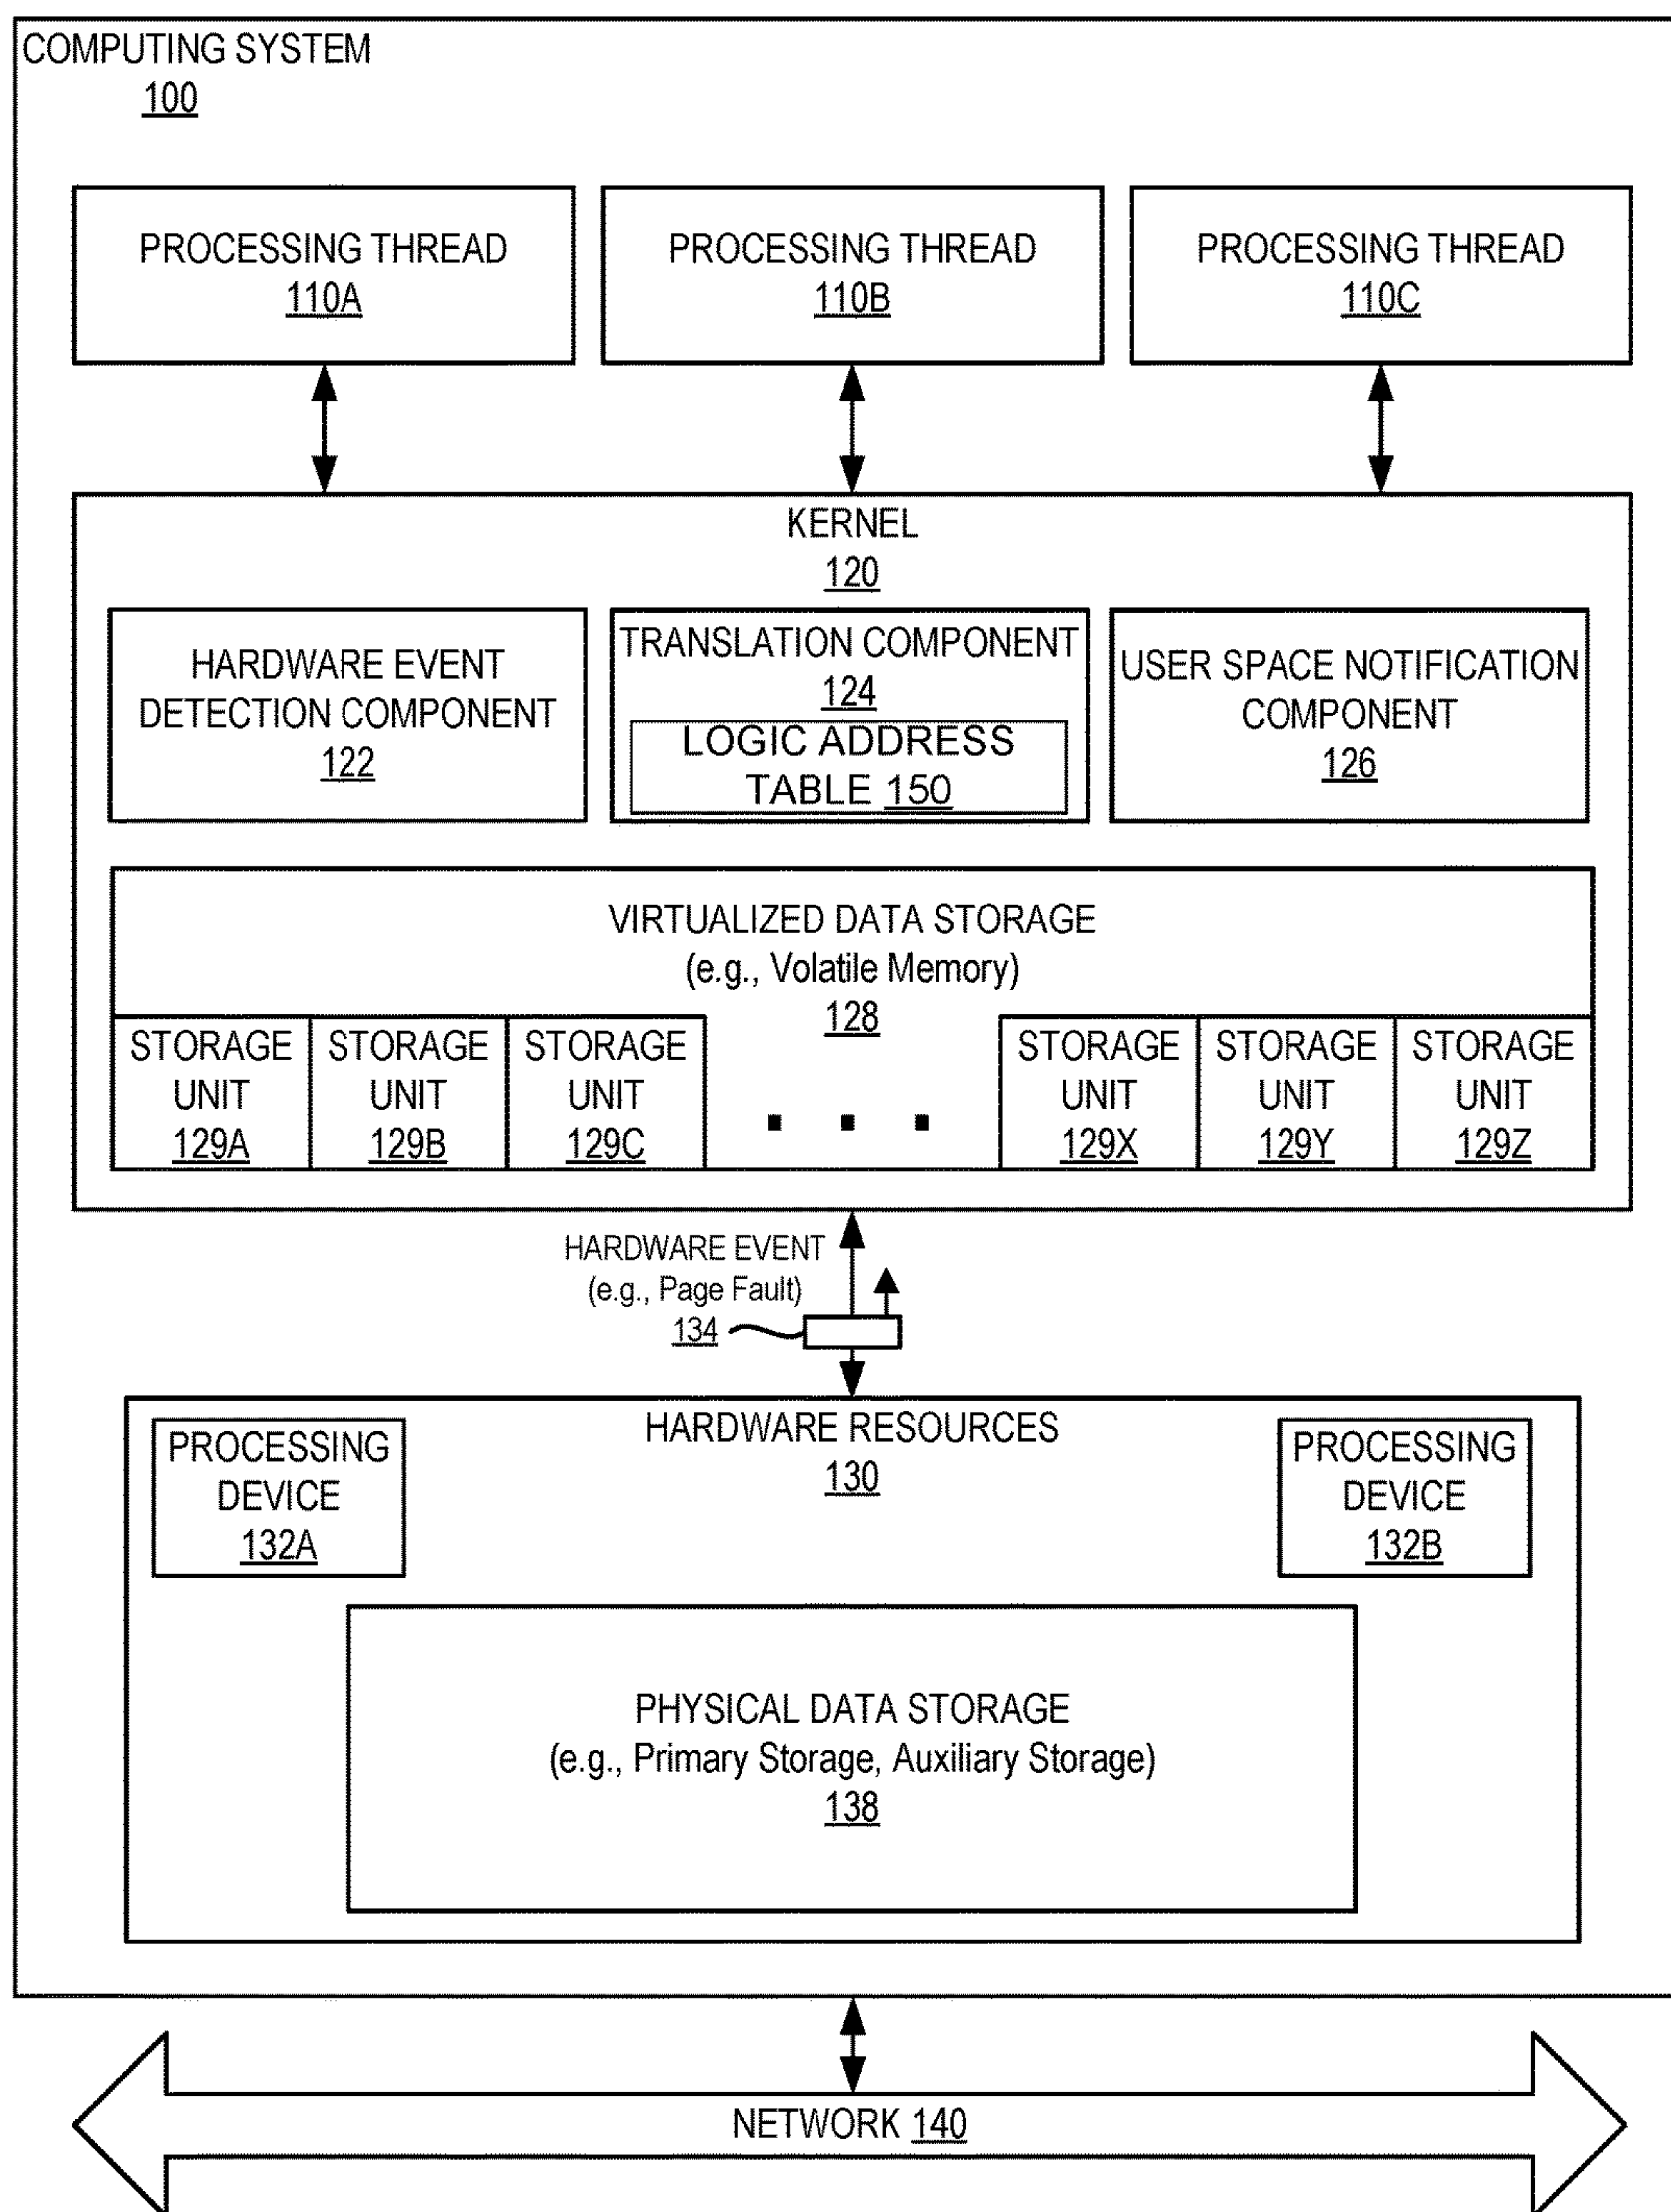 COMPUTING SYSTEM
100
PROCESSING THREAD
110A
PROCESSING THREAD
110B
PROCESSING THREAD
110C
KERNEL
120
HARDWARE EVENT
DETECTION COMPONENT
122
TRANSLATION COMPONENT
124
LOGIC ADDRESS
TABLE 150
USER SPACE NOTIFICATION
COMPONENT
126
VIRTUALIZED DATA STORAGE
(e.g., Volatile Memory)
128
STORAGE
UNIT
129A
STORAGE
UNIT
129B
STORAGE
UNIT
129C
. . .
STORAGE
UNIT
129X
STORAGE
UNIT
129Y
STORAGE
UNIT
129Z
HARDWARE EVENT
(e.g., Page Fault)
134
HARDWARE RESOURCES
130
PROCESSING
DEVICE
132A
PROCESSING
DEVICE
132B
PHYSICAL DATA STORAGE
(e.g., Primary Storage, Auxiliary Storage)
138
NETWORK 140